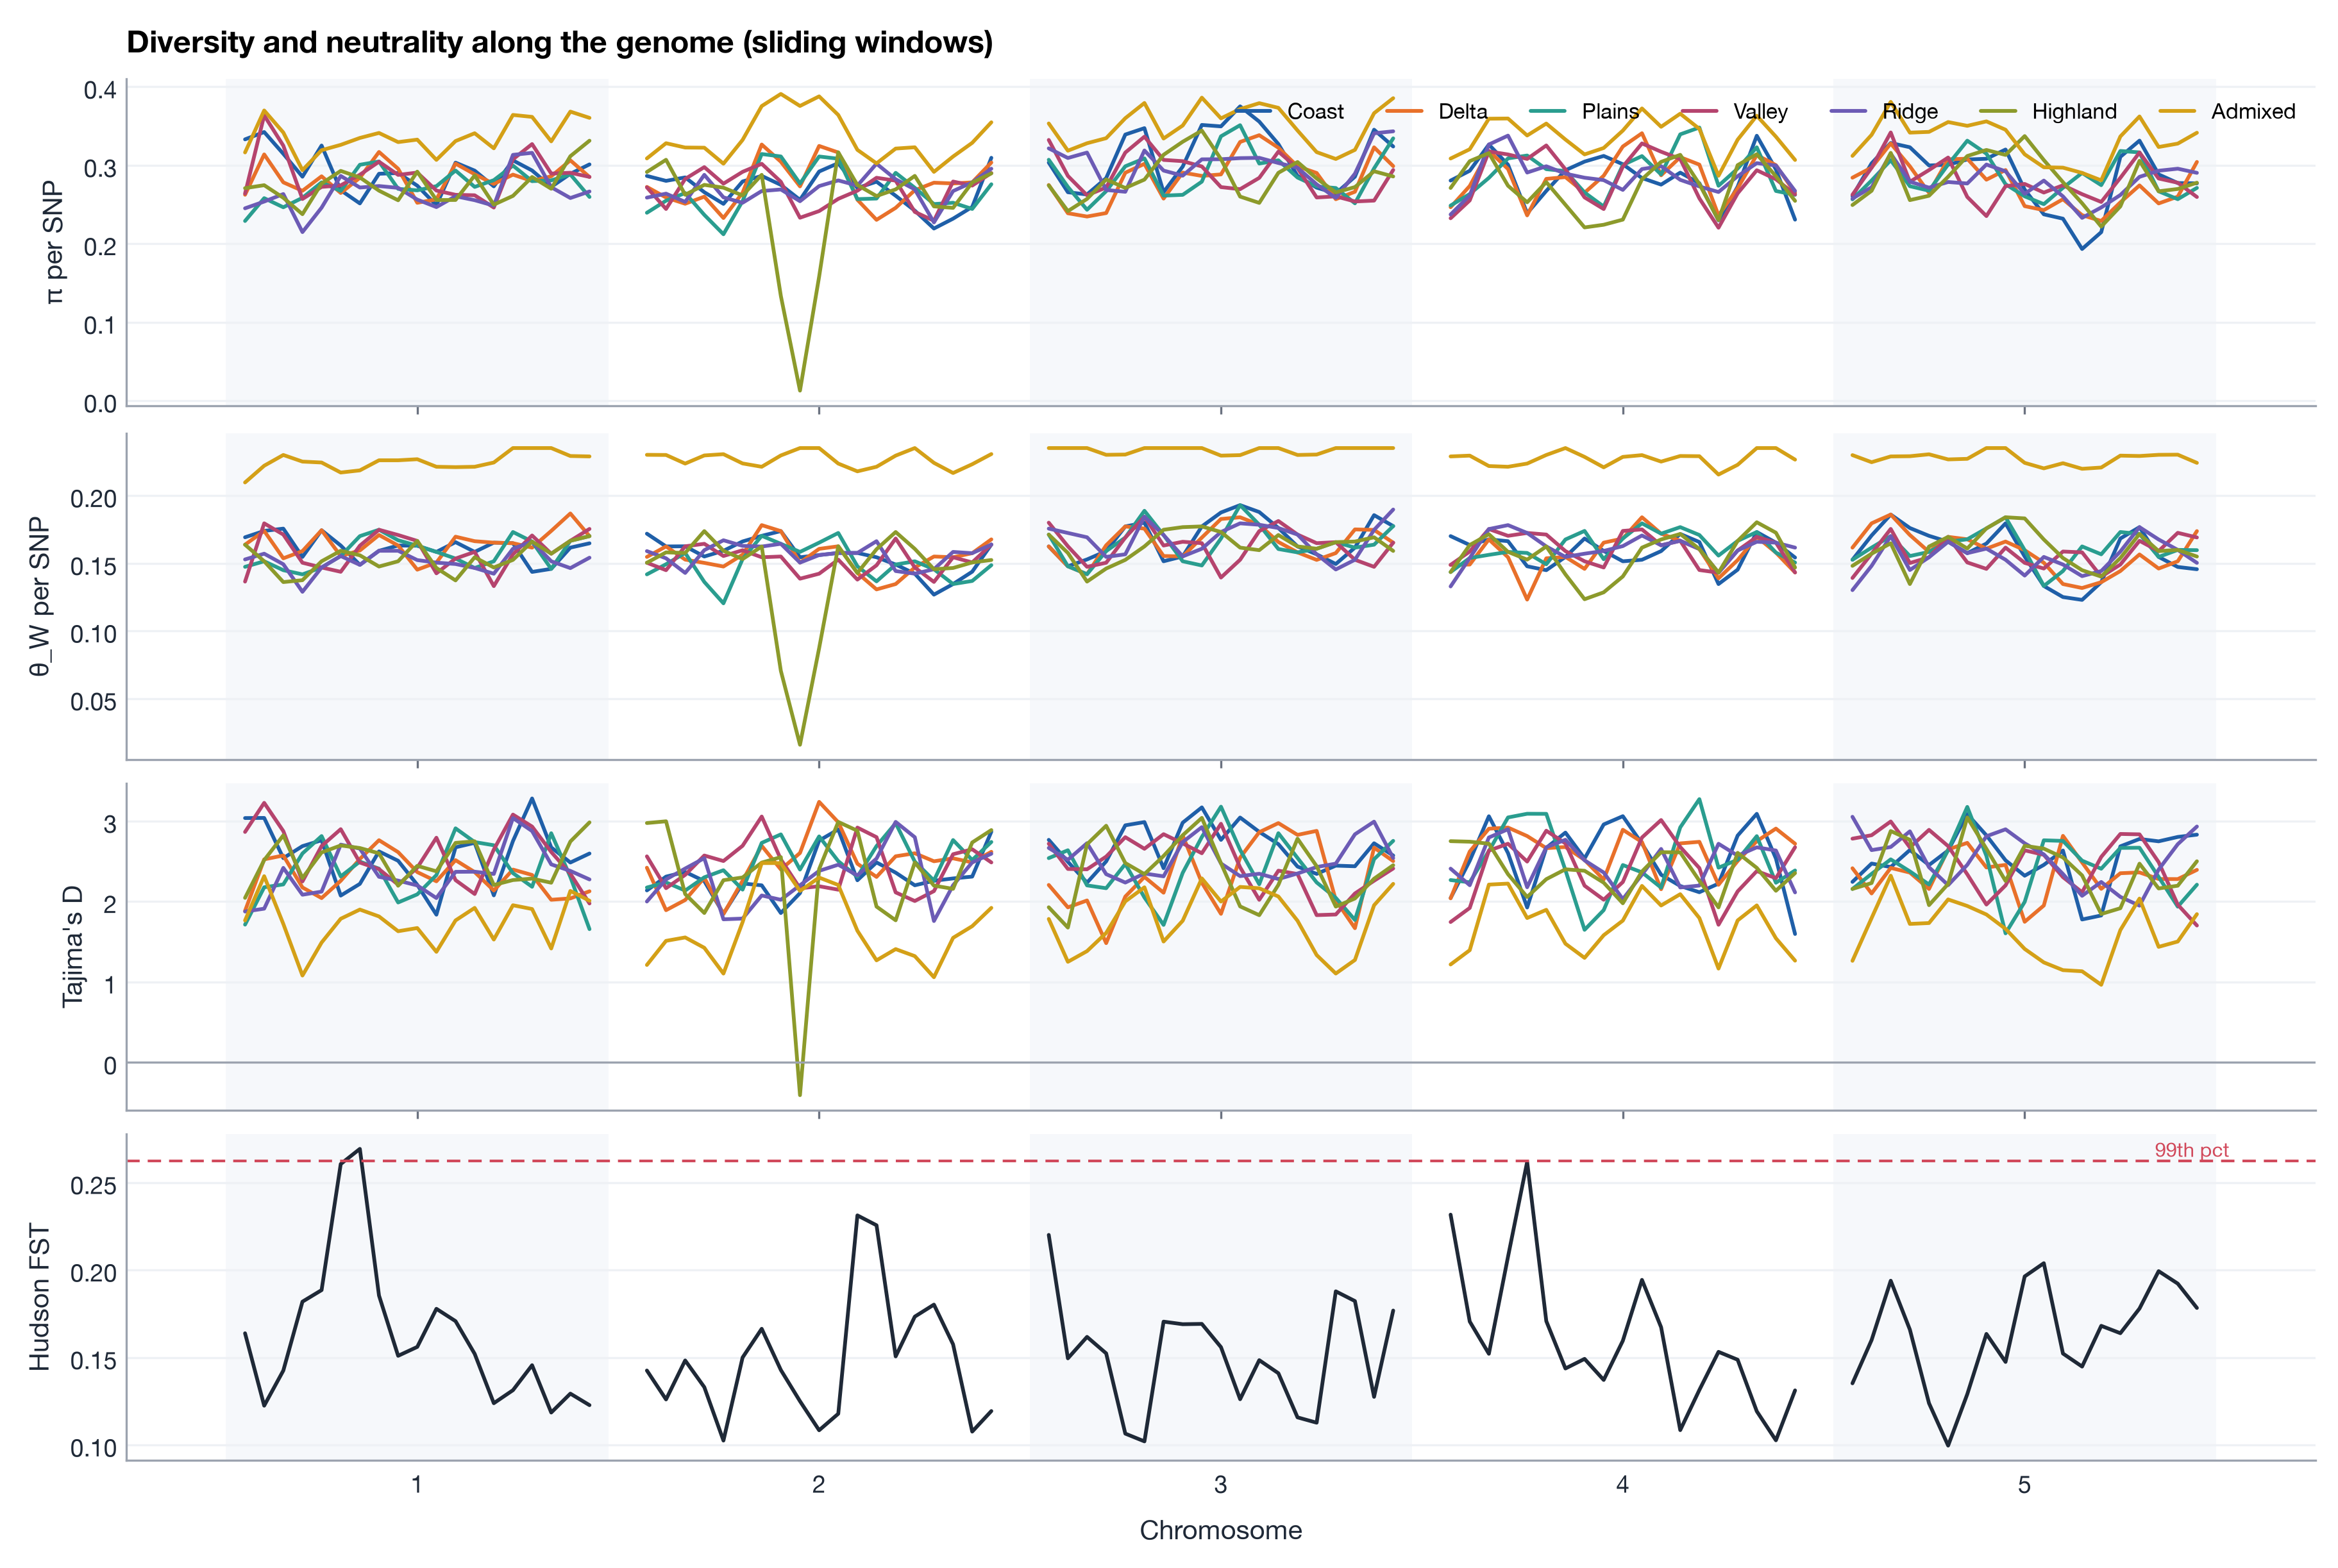 Diversity and neutrality along the genome (sliding windows)
π per SNP
0.4
0.3
0.2
0.1
0.0
Coast Delta Plains Valley Ridge Highland Admixed
θ_W per SNP
0.20
0.15
0.10
0.05
Tajima's D
3
2
1
0
Hudson FST
0.25
0.20
0.15
0.10
99th pct
1 2 3 4 5
Chromosome